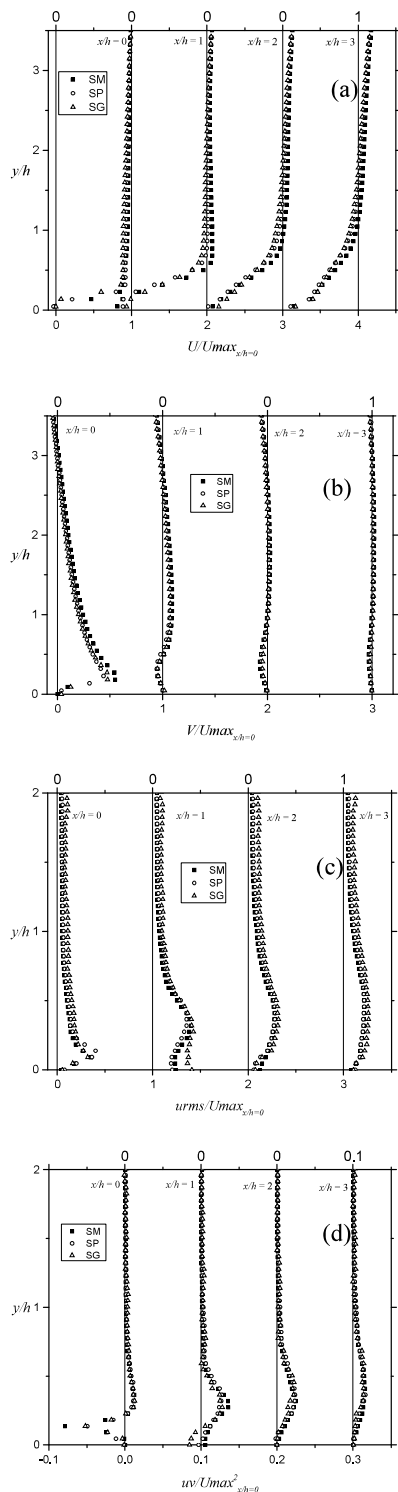 0 0 0 1
x/h=0 x/h=1 x/h=2 x/h=3
3
(a)
SM
SP
SG
2
y/h
1
0
0 1 2 3 4
U/Umax x/h=0
0 0 0 1
x/h=0 x/h=1 x/h=2 x/h=3
3
(b)
SM
SP
SG
2
y/h
1
0
0 1 2 3
V/Umax x/h=0
0 0 0 1
2
x/h=0 x/h=1 x/h=2 x/h=3
SM
SP
SG
(c)
y/h 1
0
0 1 2 3
urms/Umax x/h=0
0 0 0 0.1
2
x/h=0 x/h=1 x/h=2 x/h=3
SM
SP
SG
(d)
y/h 1
0
-0.1 0.0 0.1 0.2 0.3
uv/Umax² x/h=0